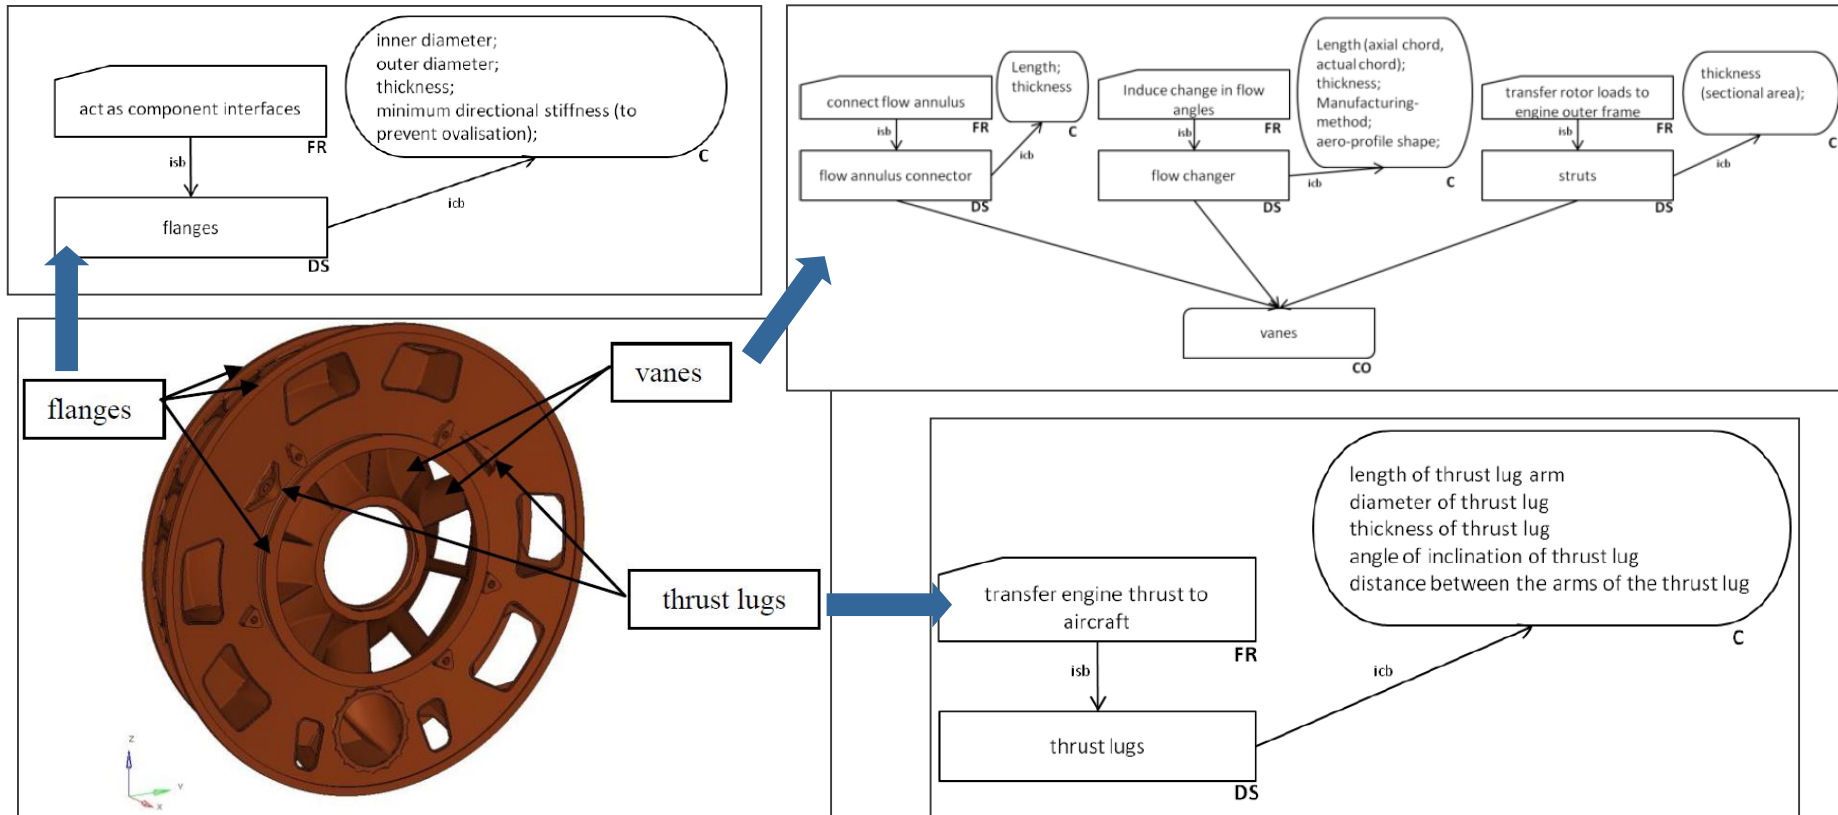 act as component interfaces
FR
isb
flanges
DS
icb
inner diameter;
outer diameter;
thickness;
minimum directional stiffness (to
prevent ovalisation);
C
connect flow annulus
FR
isb
flow annulus connector
DS
icb
Length;
thickness
C
Induce change in flow
angles
FR
isb
flow changer
DS
icb
Length (axial chord,
actual chord);
thickness;
Manufacturing-
method;
aero-profile shape;
C
transfer rotor loads to
engine outer frame
FR
isb
struts
DS
icb
thickness
(sectional area);
C
vanes
CO
flanges
vanes
thrust lugs
Z
Y
X
transfer engine thrust to
aircraft
FR
isb
thrust lugs
DS
icb
length of thrust lug arm
diameter of thrust lug
thickness of thrust lug
angle of inclination of thrust lug
distance between the arms of the thrust lug
C